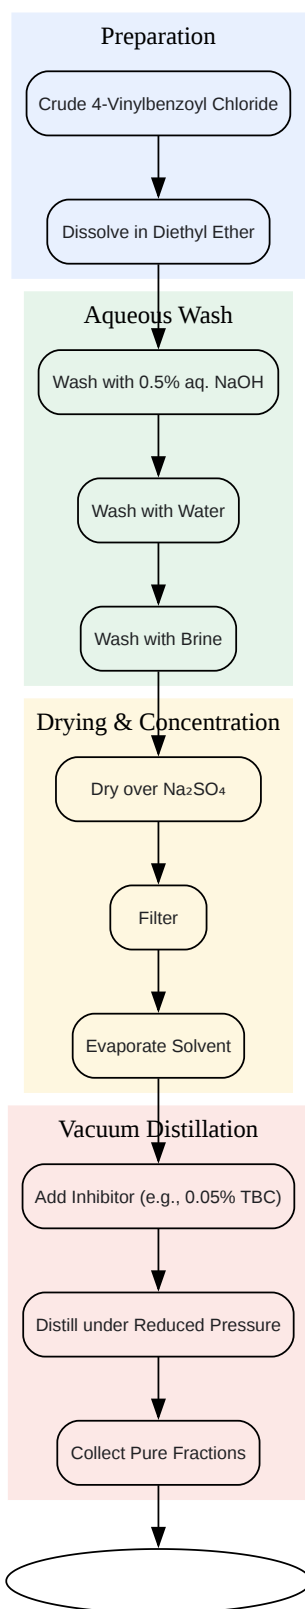 Preparation
Crude 4-Vinylbenzoyl Chloride
Dissolve in Diethyl Ether
Aqueous Wash
Wash with 0.5% aq. NaOH
Wash with Water
Wash with Brine
Drying & Concentration
Dry over Na₂SO₄
Filter
Evaporate Solvent
Vacuum Distillation
Add Inhibitor (e.g., 0.05% TBC)
Distill under Reduced Pressure
Collect Pure Fractions